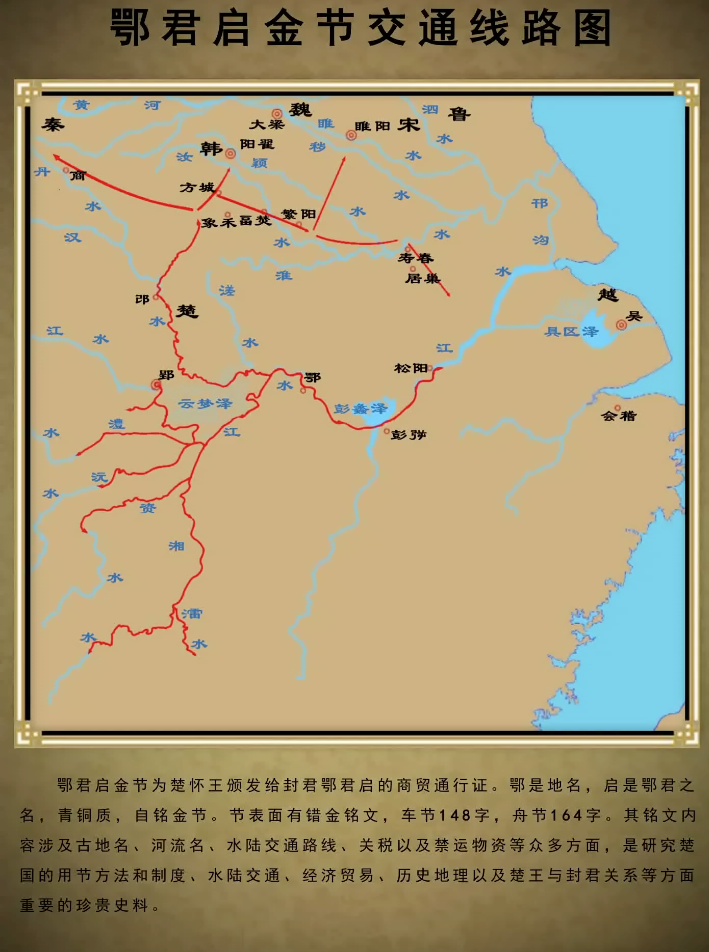 鄂君启金节交通线路图
黄 河
秦
魏
大梁
睢
睢阳
宋
泗
鲁
水
韩
阳翟
汝
颍
水
丹
商
方城
水
水
邗
沟
象禾
繁阳
水
汉
水
水
寿春
居巢
淮
水
鄀
水
楚
水
江
水
江
越
吴
具区泽
松阳
郢
水
鄂
云梦泽
彭蠡泽
彭弹
会稽
澧
江
水
沅
水
资
湘
水
水
水
鄂君启金节为楚怀王颁发给封君鄂君启的商贸通行证。鄂是地名，启是鄂君之
名，青铜质，自铭金节。节表面有错金铭文，车节148字，舟节164字。其铭文内
容涉及古地名、河流名、水陆交通路线、关税以及禁运物资等众多方面，是研究楚
国的用节方法和制度、水陆交通、经济贸易、历史地理以及楚王与封君关系等方面
重要的珍贵史料。